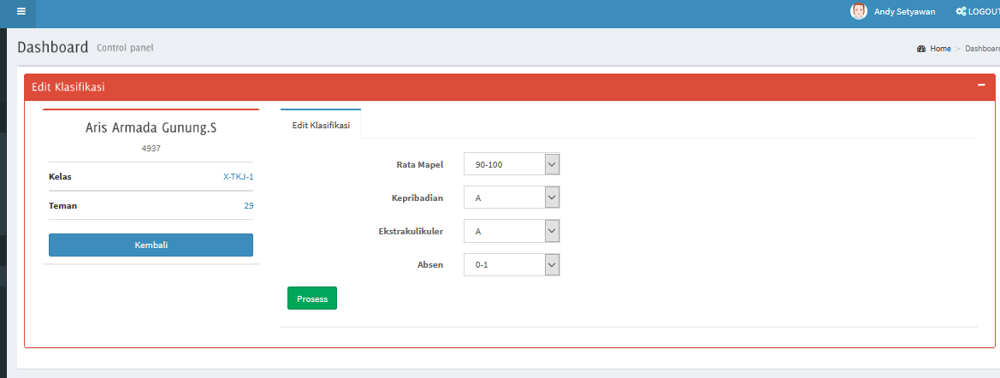 Andy Setyawan LOGOUT
Dashboard Control panel
Home > Dashboard
Edit Klasifikasi
Aris Armada Gunung.S
4937
Kelas X-TKJ-1
Teman 29
Kembali
Edit Klasifikasi
Rata Mapel 90-100
Kepribadian A
Ekstrakulikuler A
Absen 0-1
Prosess